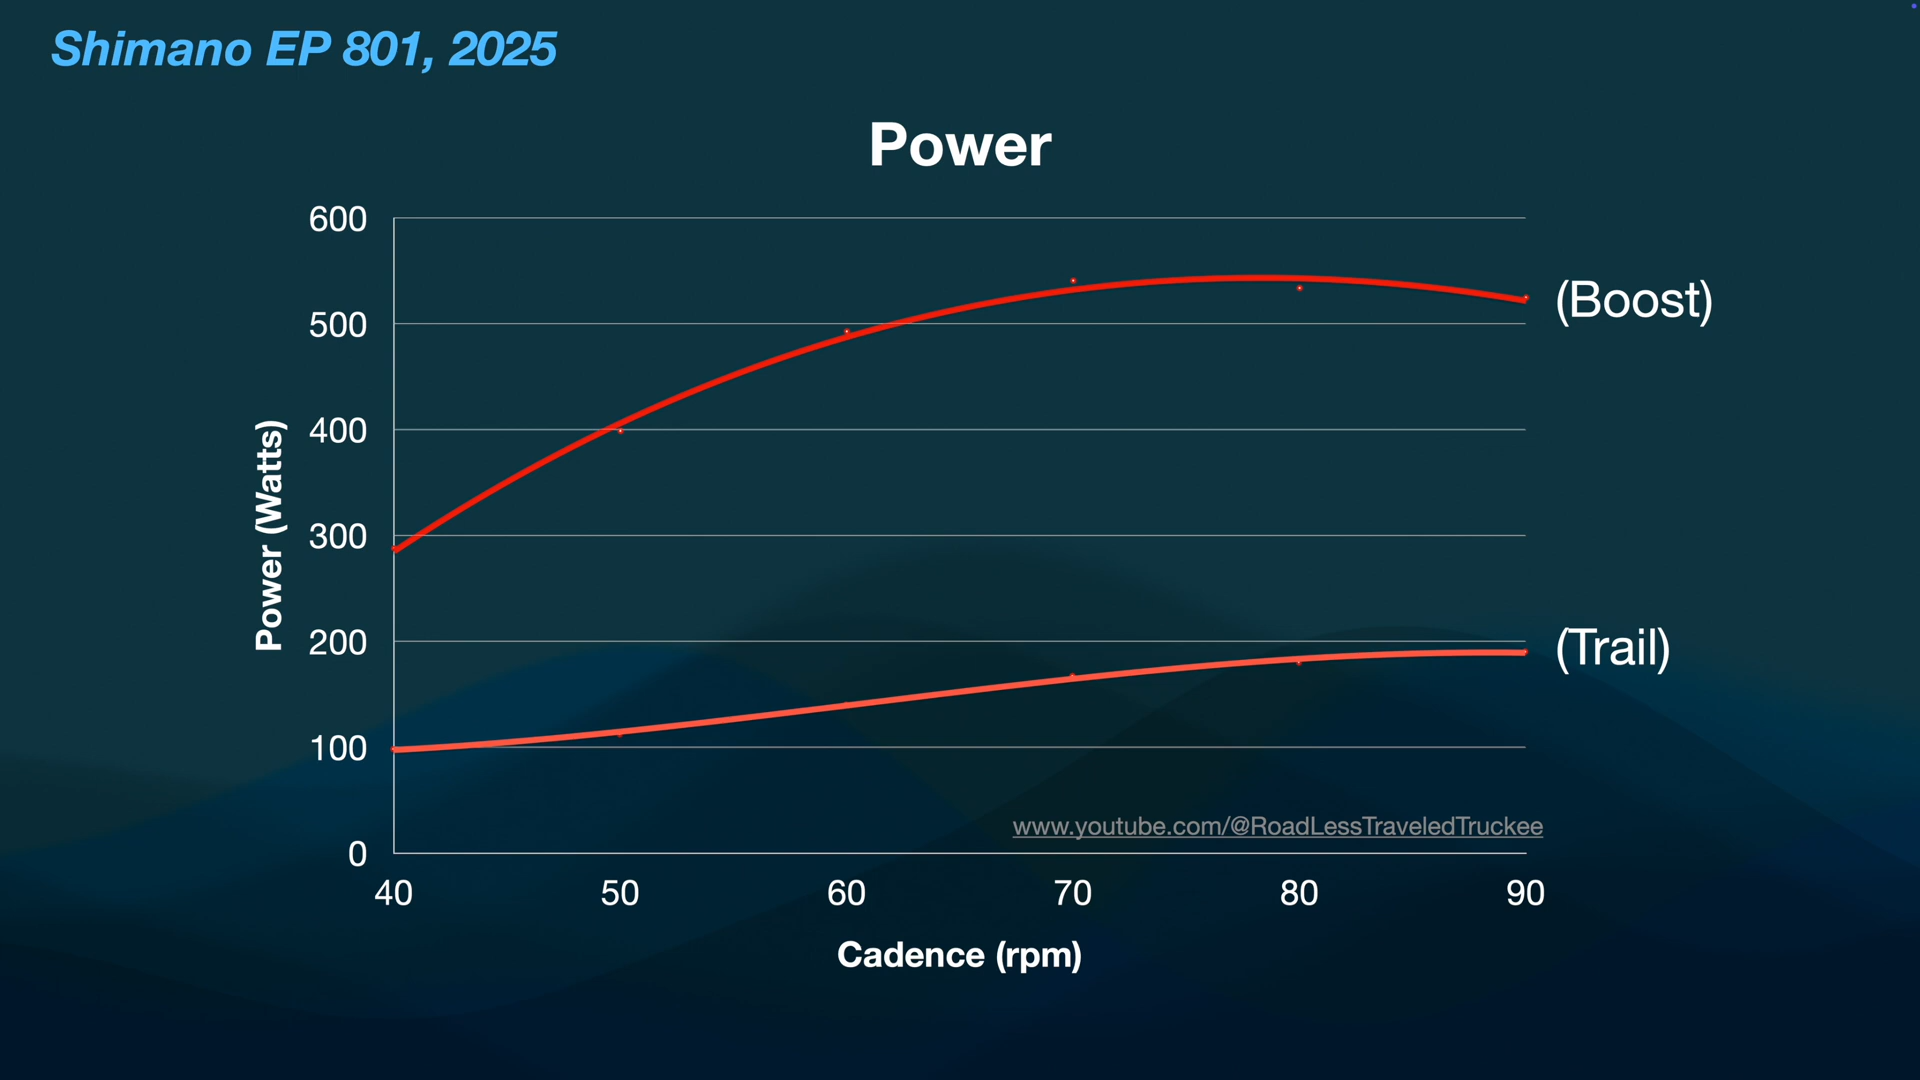 Shimano EP 801, 2025
Power
600
500
400
300
200
100
0
Power (Watts)
(Boost)
(Trail)
www.youtube.com/@RoadLessTraveledTruckee
40 50 60 70 80 90
Cadence (rpm)